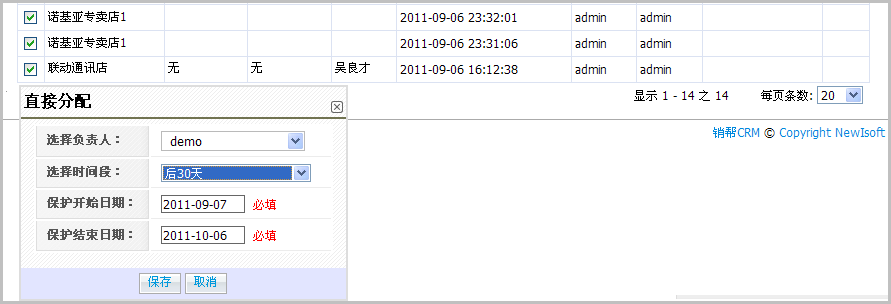 诺基亚专卖店1 2011-09-06 23:32:01 admin admin
诺基亚专卖店1 2011-09-06 23:31:06 admin admin
联动通讯店 无 无 吴良才 2011-09-06 16:12:38 admin admin
显示 1 - 14 之 14 每页条数: 20
直接分配
销帮CRM © Copyright NewIsoft
选择负责人： demo
选择时间段： 后30天
保护开始日期： 2011-09-07 必填
保护结束日期： 2011-10-06 必填
保存 取消